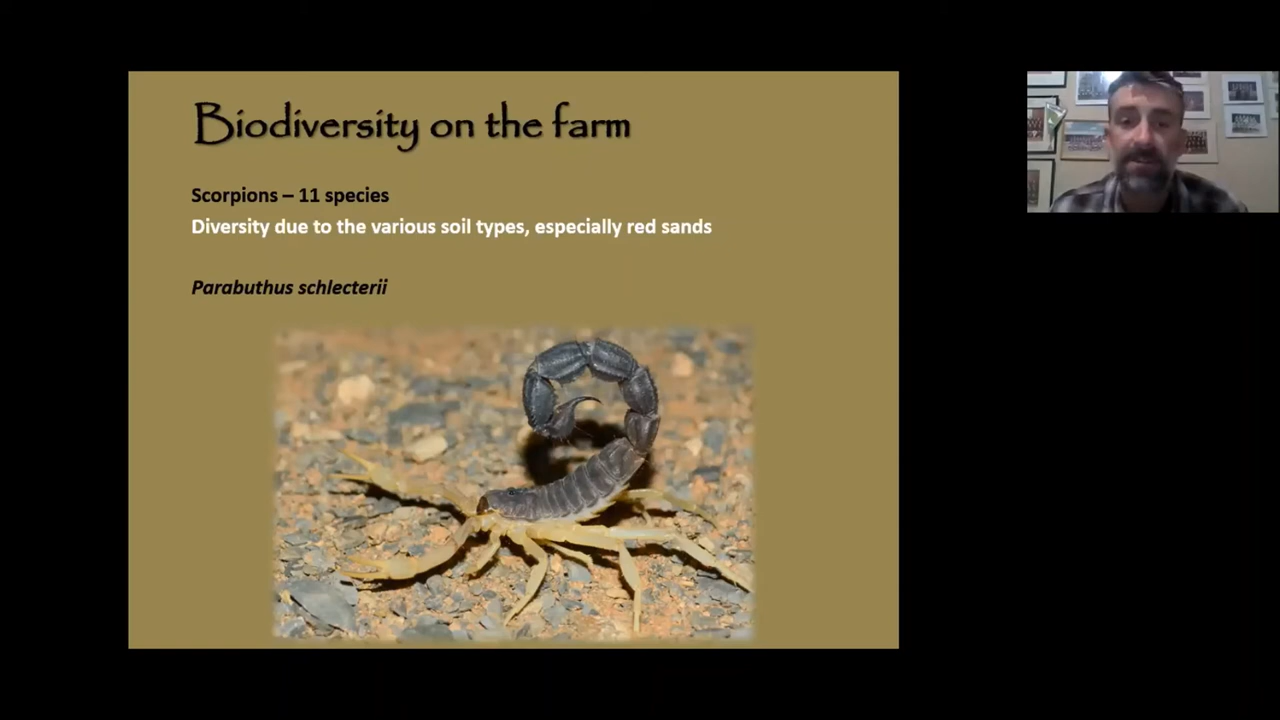 Biodiversity on the farm
Scorpions – 11 species
Diversity due to the various soil types, especially red sands
Parabuthus schlecterii